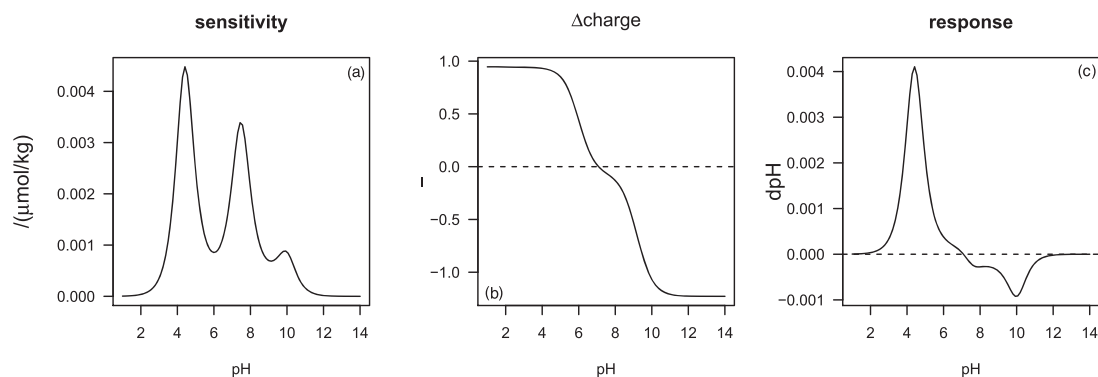 sensitivity
(a)
/(μmol/kg)
0.004
0.003
0.002
0.001
0.000
2 4 6 8 10 12 14
pH
Δcharge
(b)
–
1.0
0.5
0.0
−0.5
−1.0
2 4 6 8 10 12 14
pH
response
(c)
dpH
0.004
0.003
0.002
0.001
0.000
−0.001
2 4 6 8 10 12 14
pH